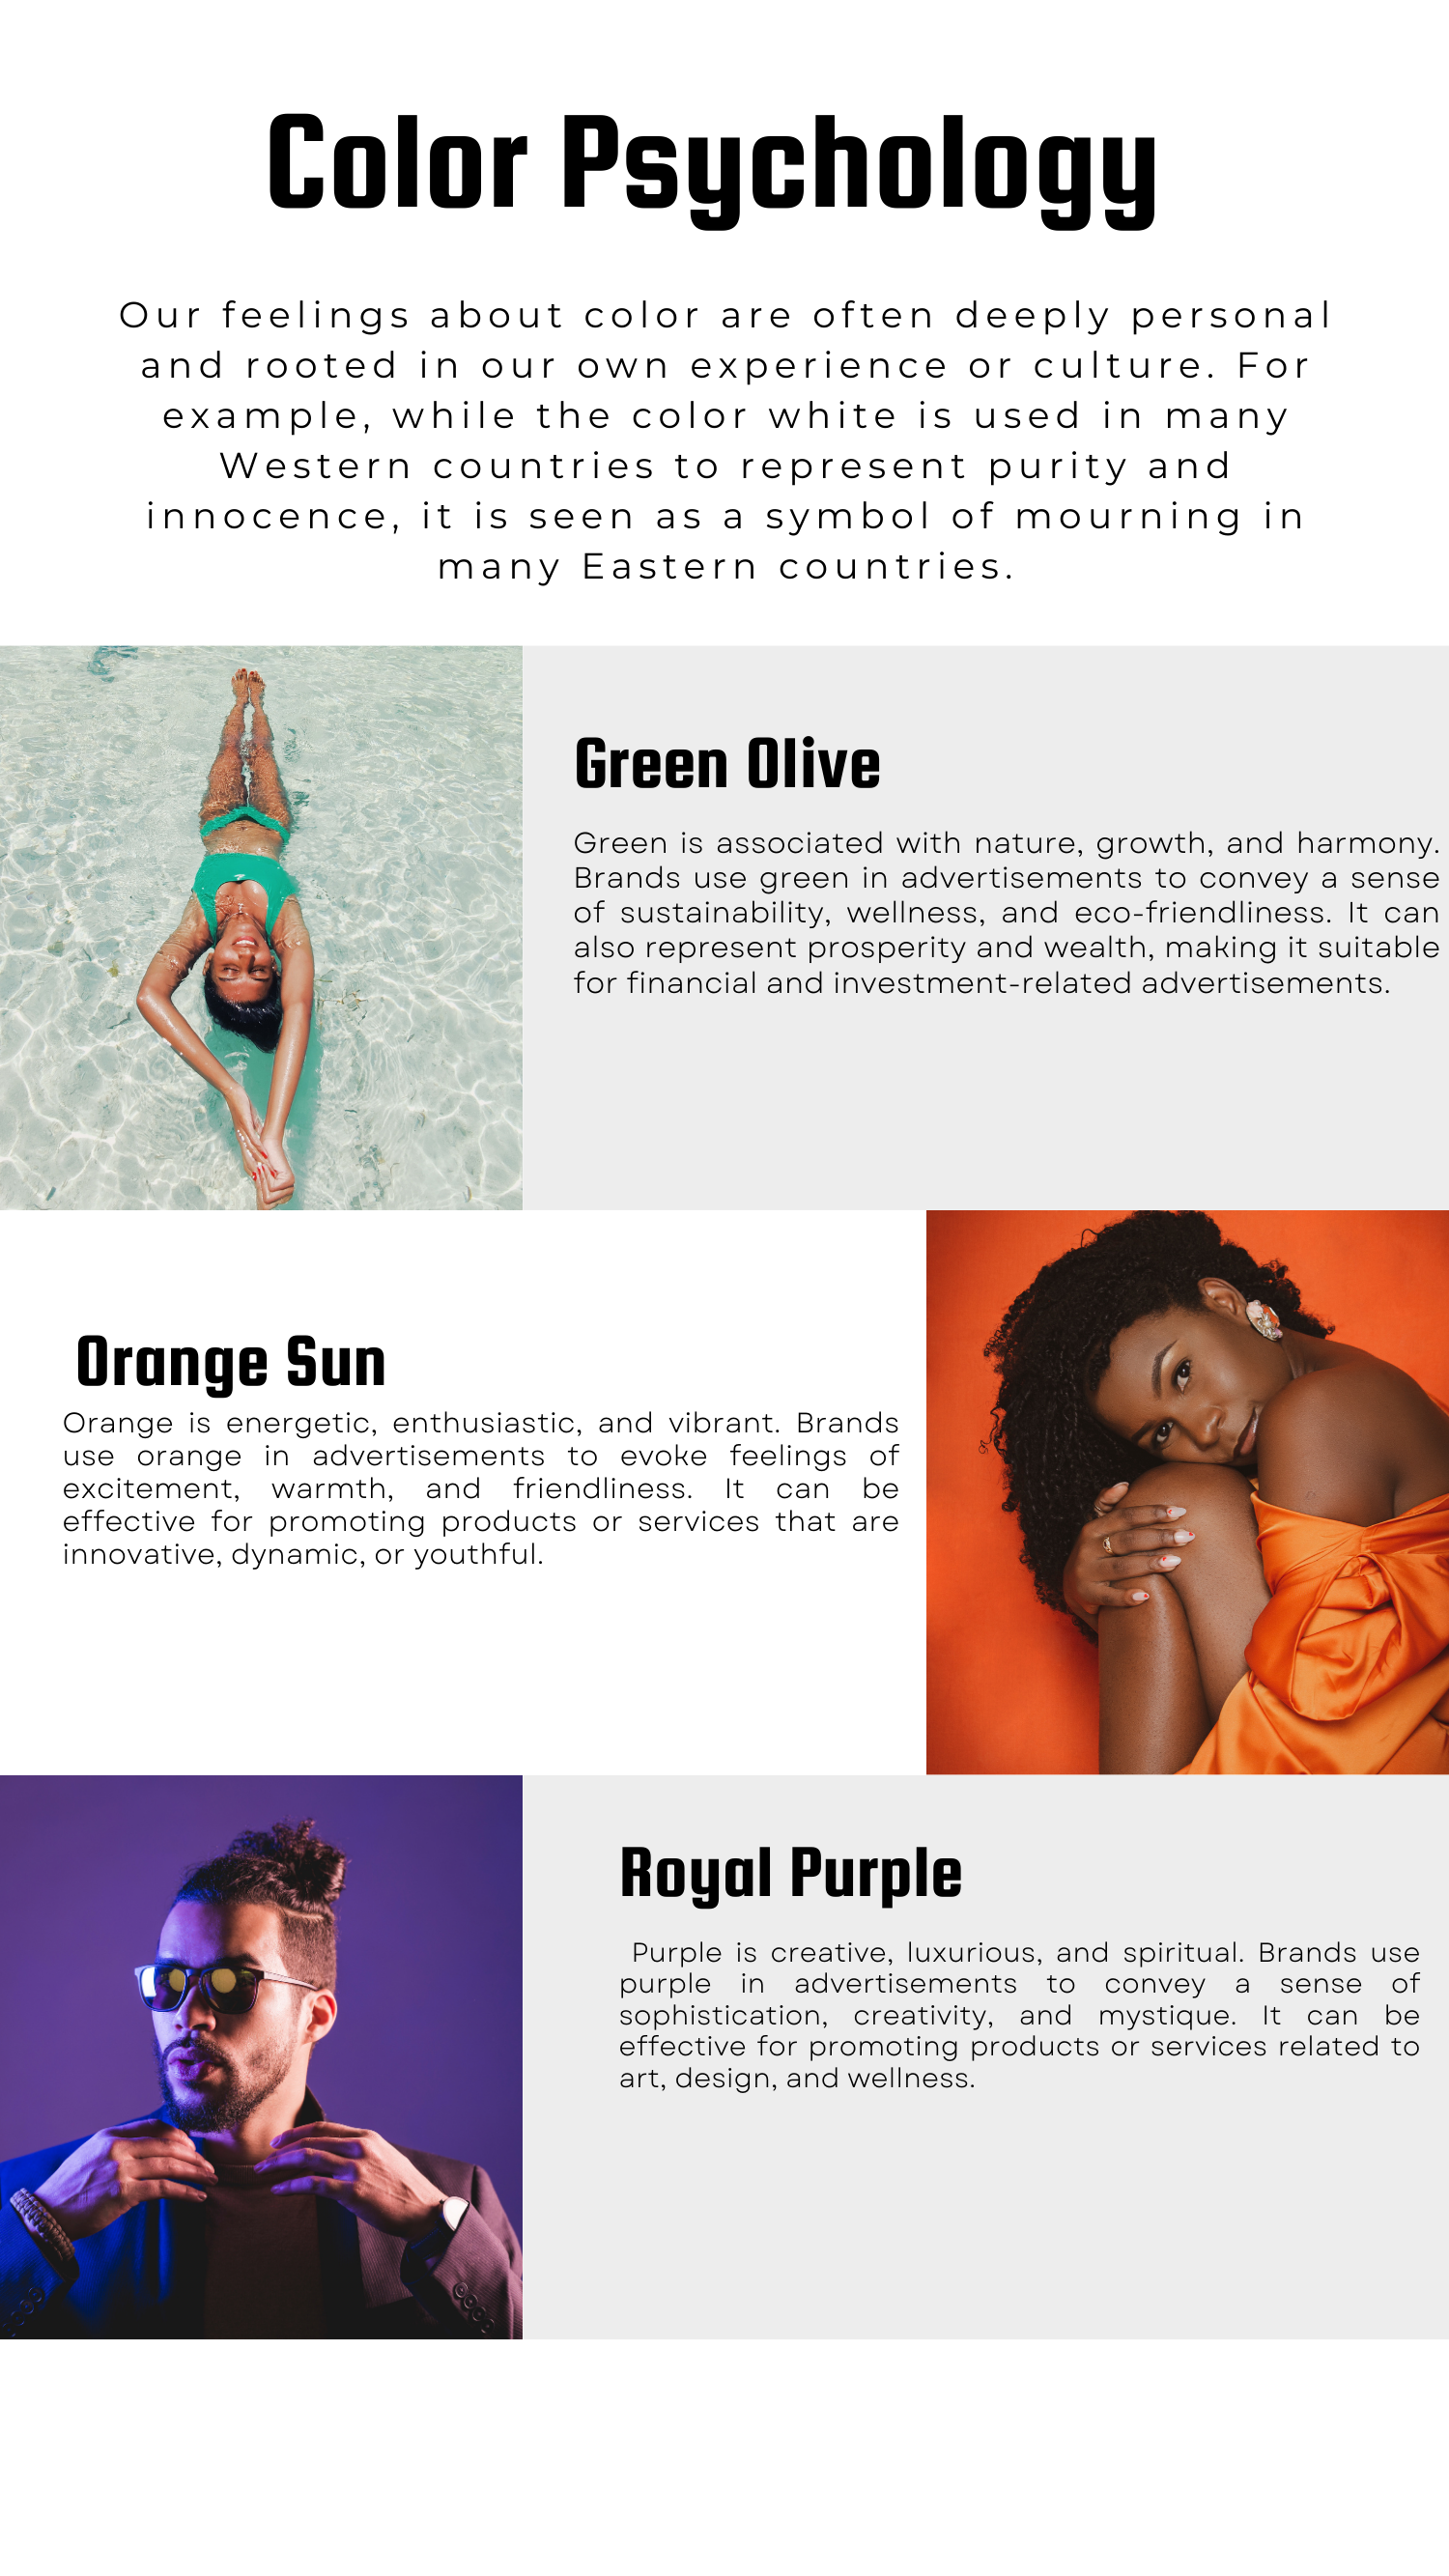 Color Psychology
Our feelings about color are often deeply personal
and rooted in our own experience or culture. For
example, while the color white is used in many
Western countries to represent purity and
innocence, it is seen as a symbol of mourning in
many Eastern countries.
Green Olive
Green is associated with nature, growth, and harmony.
Brands use green in advertisements to convey a sense
of sustainability, wellness, and eco-friendliness. It can
also represent prosperity and wealth, making it suitable
for financial and investment-related advertisements.
Orange Sun
Orange is energetic, enthusiastic, and vibrant. Brands
use orange in advertisements to evoke feelings of
excitement, warmth, and friendliness. It can be
effective for promoting products or services that are
innovative, dynamic, or youthful.
Royal Purple
Purple is creative, luxurious, and spiritual. Brands use
purple in advertisements to convey a sense of
sophistication, creativity, and mystique. It can be
effective for promoting products or services related to
art, design, and wellness.